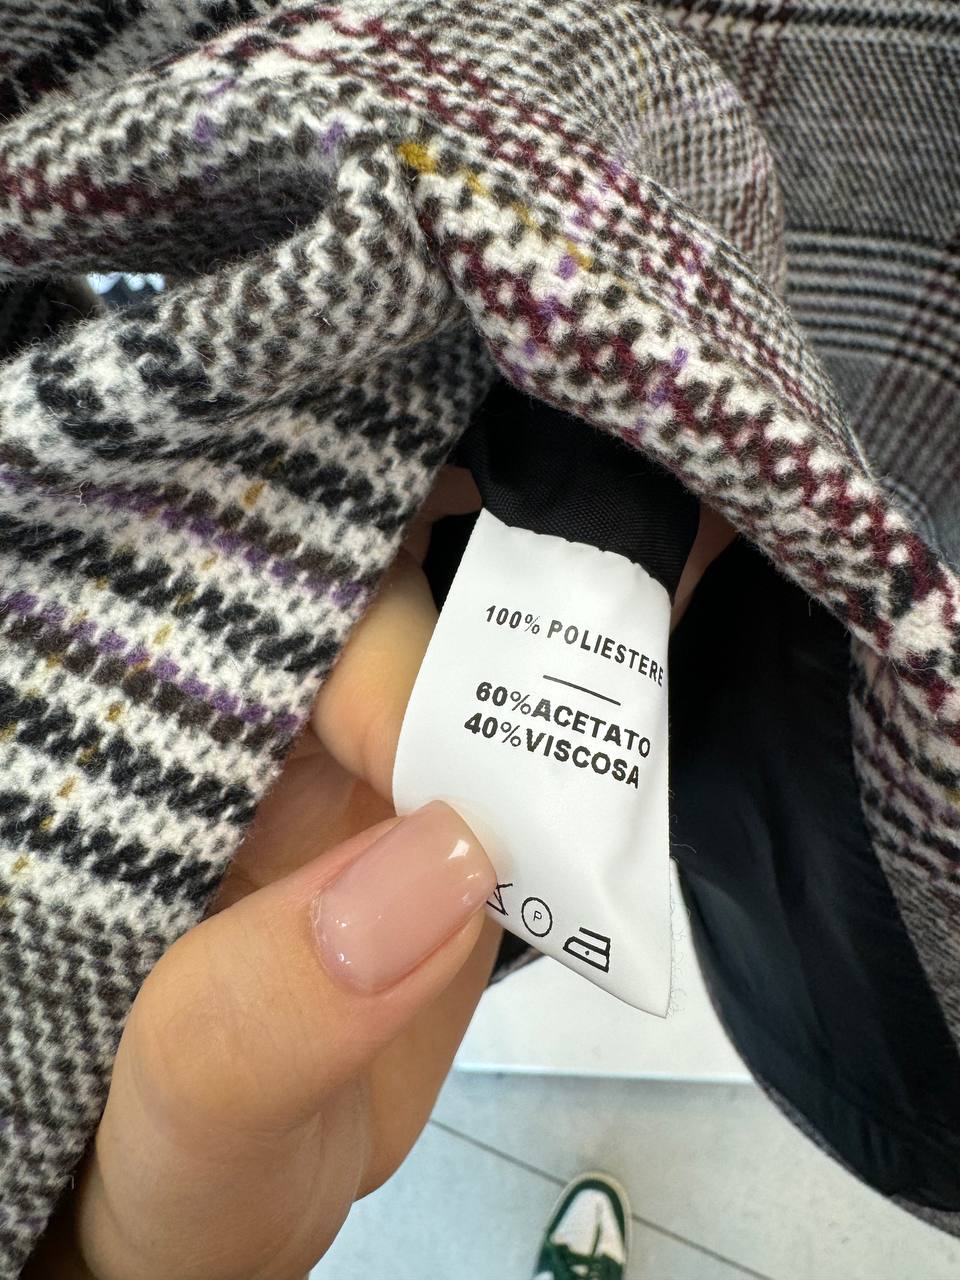 100% POLIESTERE
60%ACETATO
40%VISCOSA
P